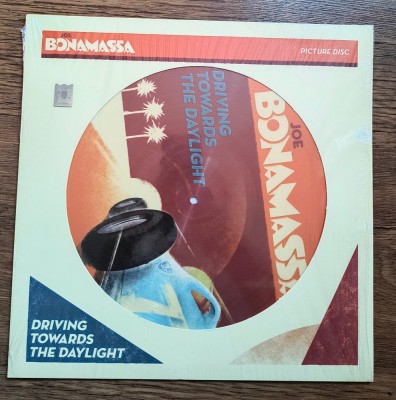 JOE
BONAMASSA
PICTURE DISC
DRIVING
TOWARDS
THE DAYLIGHT
JOE
BONAMASSA
DRIVING
TOWARDS
THE DAYLIGHT